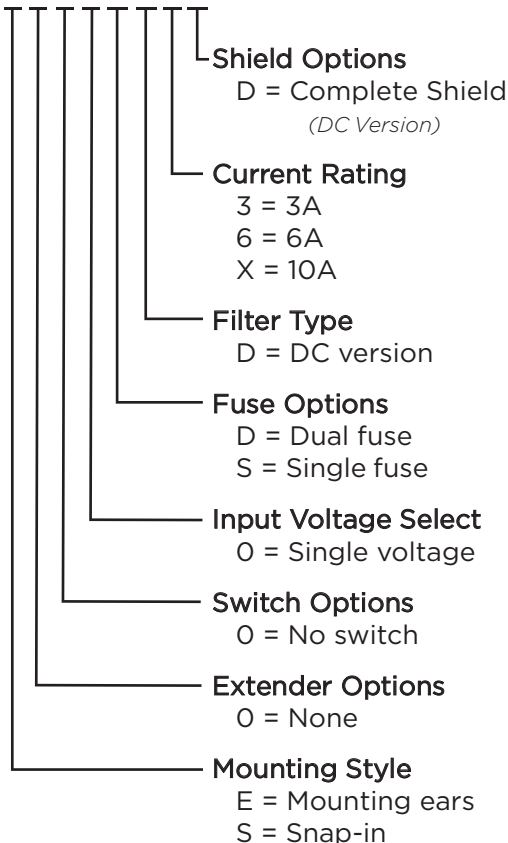 Shield Options
D = Complete Shield
(DC Version)
Current Rating
3 = 3A
6 = 6A
X = 10A
Filter Type
D = DC version
Fuse Options
D = Dual fuse
S = Single fuse
Input Voltage Select
0 = Single voltage
Switch Options
0 = No switch
Extender Options
0 = None
Mounting Style
E = Mounting ears
S = Snap-in